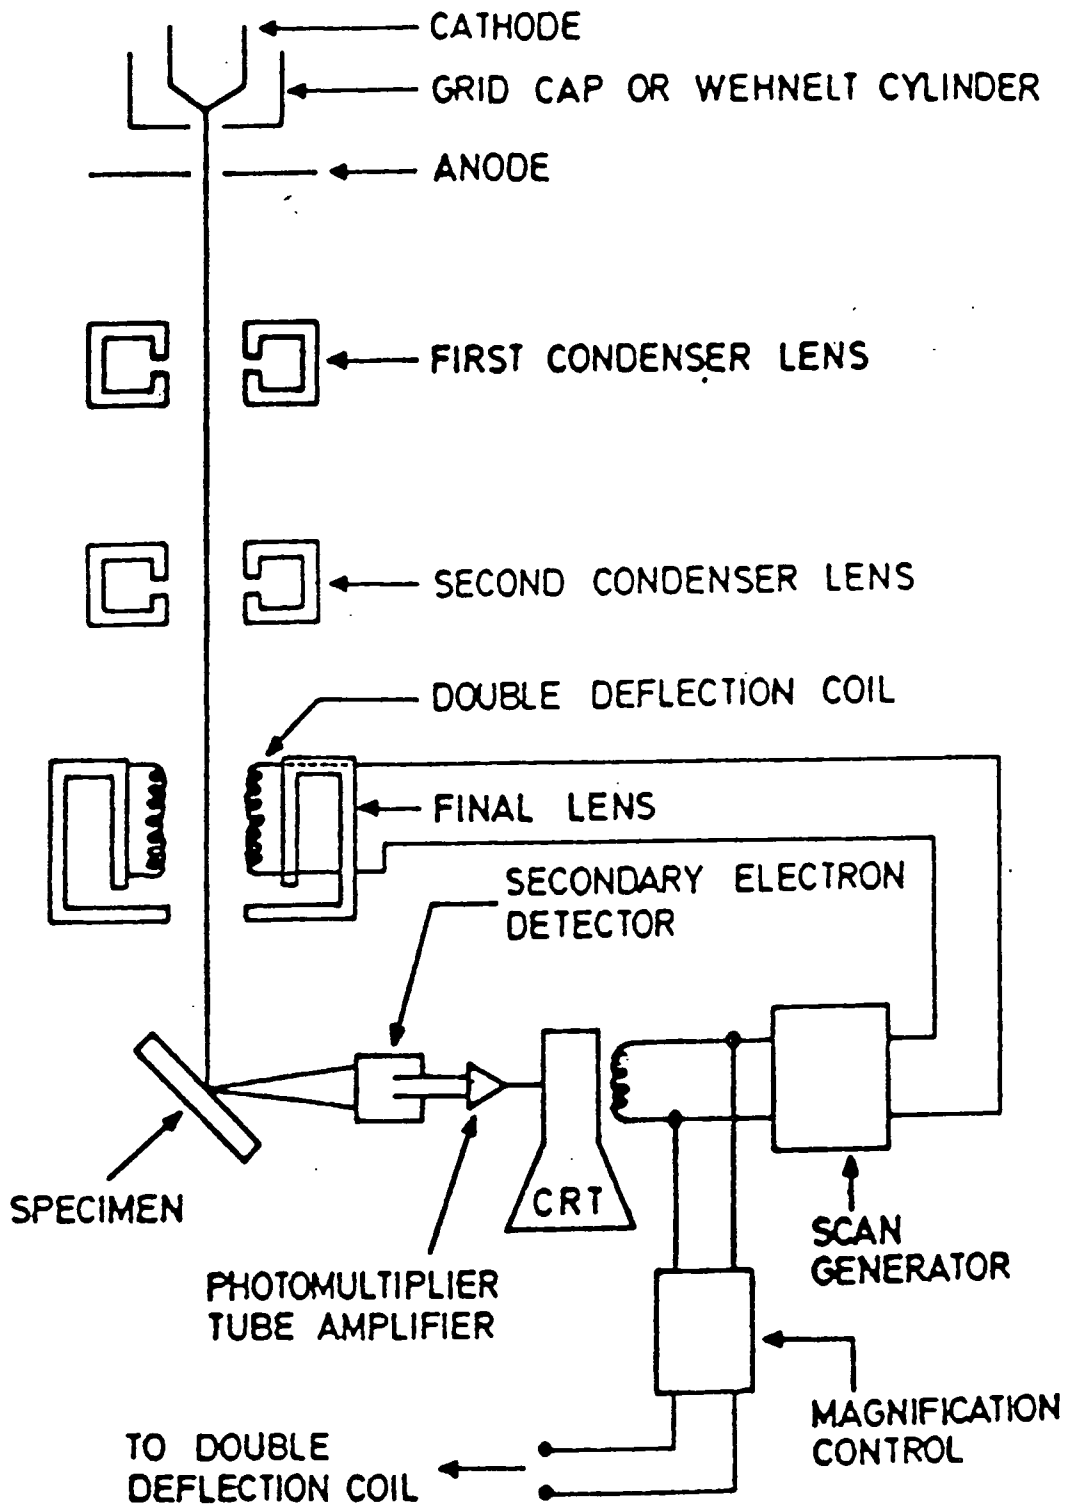 CATHODE
GRID CAP OR WEHNELT CYLINDER
ANODE
FIRST CONDENSER LENS
SECOND CONDENSER LENS
DOUBLE DEFLECTION COIL
FINAL LENS
SECONDARY ELECTRON
DETECTOR
CRT
SPECIMEN
SCAN
GENERATOR
PHOTOMULTIPLIER
TUBE AMPLIFIER
MAGNIFICATION
CONTROL
TO DOUBLE
DEFLECTION COIL